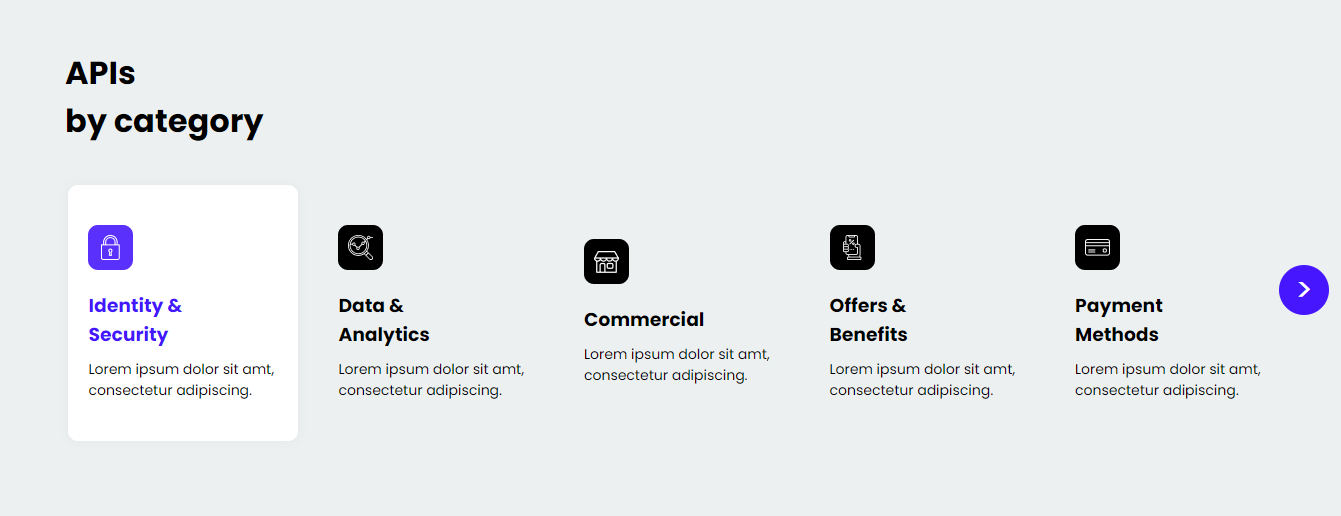 APIs
by category
Identity &
Security
Lorem ipsum dolor sit amt,
consectetur adipiscing.
Data &
Analytics
Lorem ipsum dolor sit amt,
consectetur adipiscing.
Commercial
Lorem ipsum dolor sit amt,
consectetur adipiscing.
Offers &
Benefits
Lorem ipsum dolor sit amt,
consectetur adipiscing.
Payment
Methods
Lorem ipsum dolor sit amt,
consectetur adipiscing.